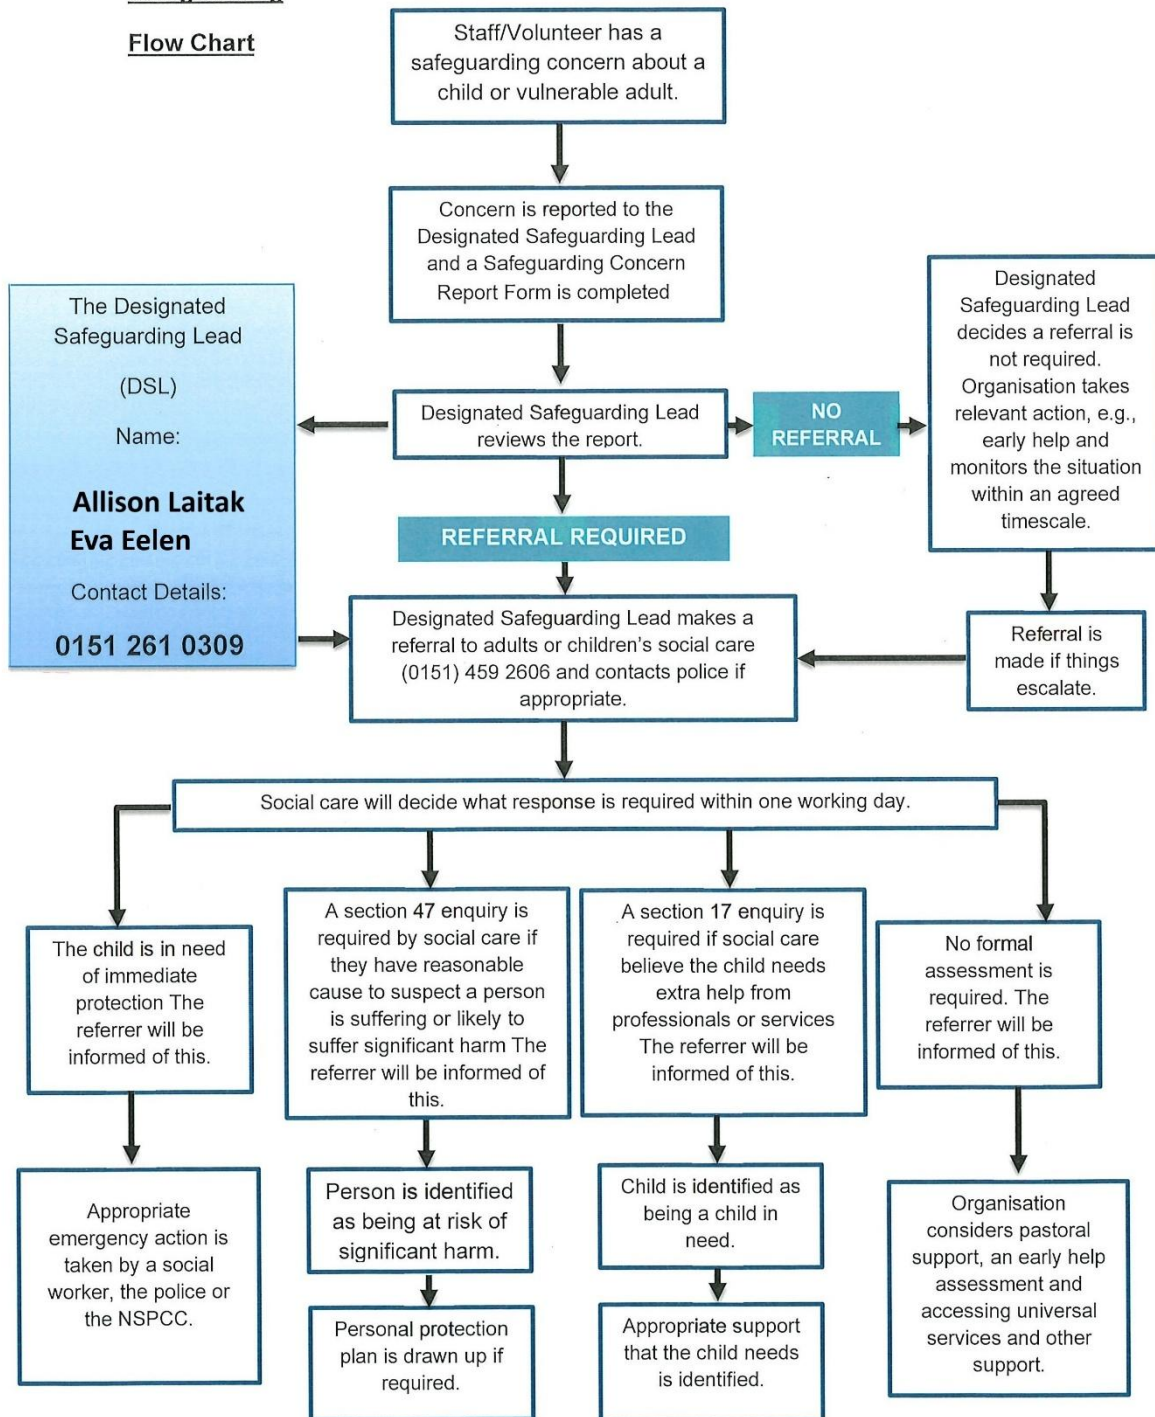 Flow Chart
Staff/Volunteer has a
safeguarding concern about a
child or vulnerable adult.
Concern is reported to the
Designated Safeguarding Lead
and a Safeguarding Concern
Report Form is completed
The Designated
Safeguarding Lead
(DSL)
Name:
Allison Laitak
Eva Eelen
Contact Details:
0151 261 0309
Designated Safeguarding Lead
reviews the report.
NO
REFERRAL
Designated
Safeguarding Lead
decides a referral is
not required.
Organisation takes
relevant action, e.g.,
early help and
monitors the situation
within an agreed
timescale.
REFERRAL REQUIRED
Designated Safeguarding Lead makes a
referral to adults or children's social care
(0151) 459 2606 and contacts police if
appropriate.
Referral is
made if things
escalate.
Social care will decide what response is required within one working day.
The child is in need
of immediate
protection The
referrer will be
informed of this.
A section 47 enquiry is
required by social care if
they have reasonable
cause to suspect a person
is suffering or likely to
suffer significant harm The
referrer will be informed of
this.
A section 17 enquiry is
required if social care
believe the child needs
extra help from
professionals or services
The referrer will be
informed of this.
No formal
assessment is
required. The
referrer will be
informed of this.
Appropriate
emergency action is
taken by a social
worker, the police or
the NSPCC.
Person is identified
as being at risk of
significant harm.
Personal protection
plan is drawn up if
required.
Child is identified as
being a child in
need.
Appropriate support
that the child needs
is identified.
Organisation
considers pastoral
support, an early help
assessment and
accessing universal
services and other
support.